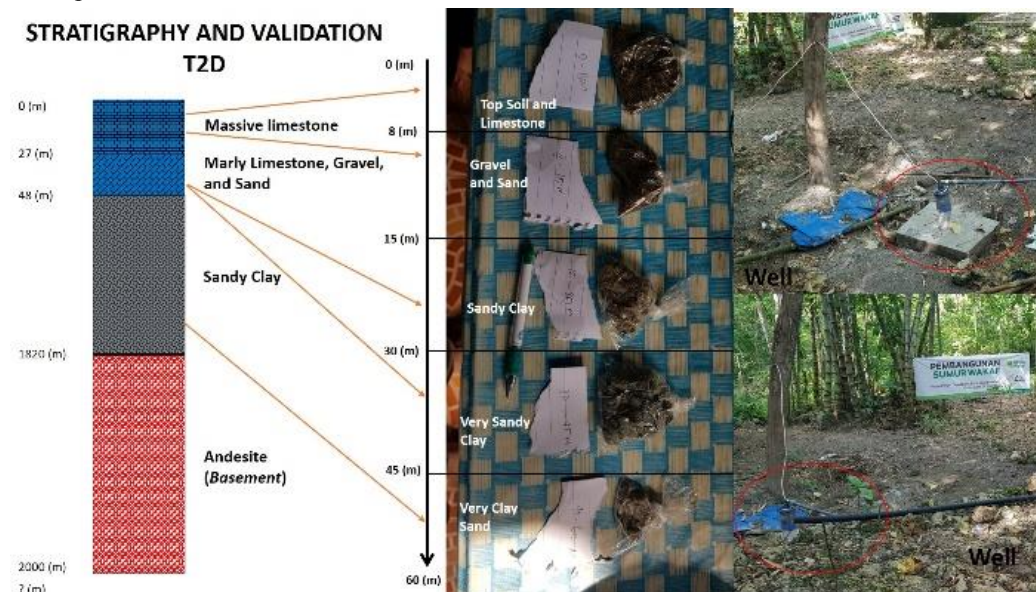 STRATIGRAPHY AND VALIDATION
T2D
0 (m)
27 (m)
48 (m)
1820 (m)
2000 (m)
? (m)
Massive limestone
Marly Limestone, Gravel,
and Sand
Sandy Clay
Andesite
(Basement)
0 (m)
8 (m)
15 (m)
30 (m)
45 (m)
60 (m)
Top Soil and
Limestone
Gravel
and Sand
Sandy Clay
Very Sandy
Clay
Very Clay
Sand
Well
PEMBANGUNAN
SUMUR WAKAF
Well